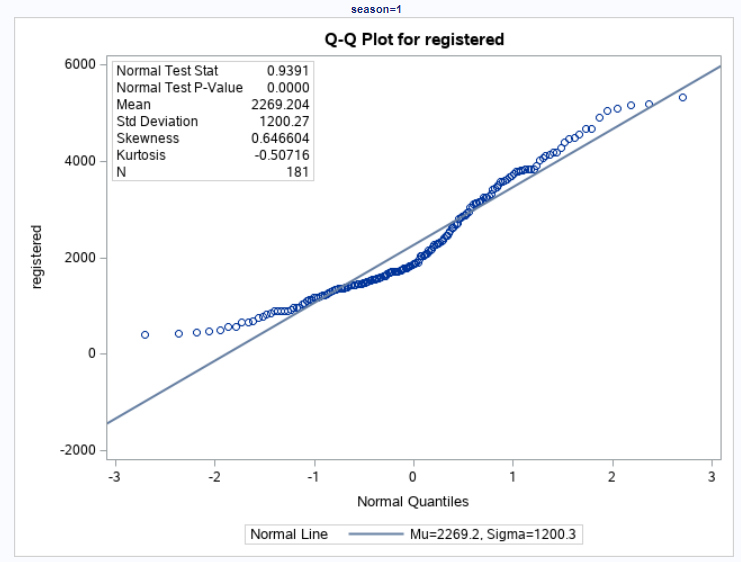 season=1
Q-Q Plot for registered
Normal Test Stat 0.9391
Normal Test P-Value 0.0000
Mean 2269.204
Std Deviation 1200.27
Skewness 0.646604
Kurtosis -0.50716
N 181
6000
4000
2000
0
-2000
registered
-3 -2 -1 0 1 2 3
Normal Quantiles
Normal Line Mu=2269.2, Sigma=1200.3